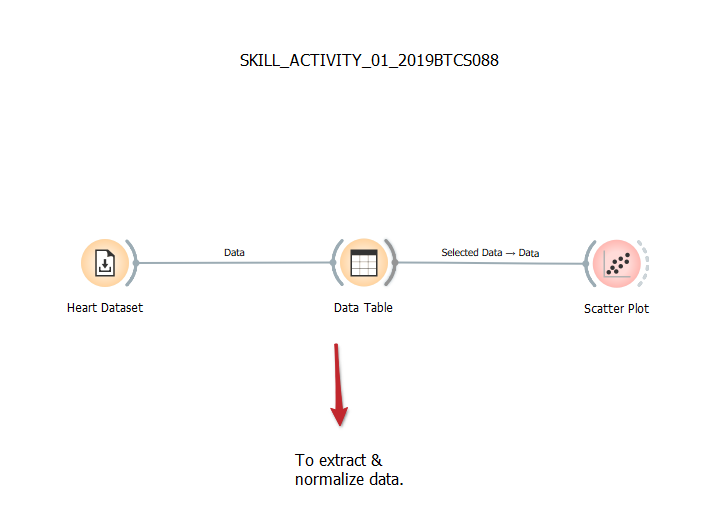 SKILL_ACTIVITY_01_2019BTCS088
Data
Selected Data → Data
Heart Dataset
Data Table
Scatter Plot
To extract &
normalize data.